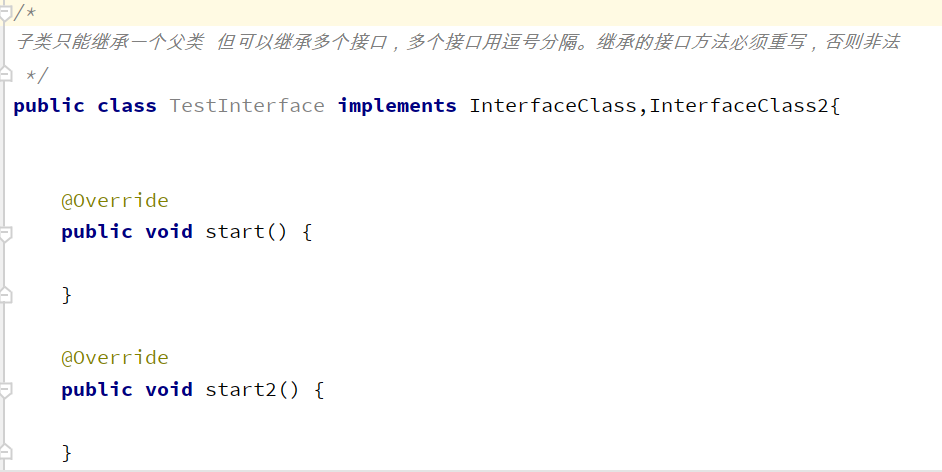 /*
子类只能继承一个父类 但可以继承多个接口，多个接口用逗号分隔。继承的接口方法必须重写，否则非法
*/
public class TestInterface implements InterfaceClass,InterfaceClass2{
@Override
public void start() {
}
@Override
public void start2() {
}